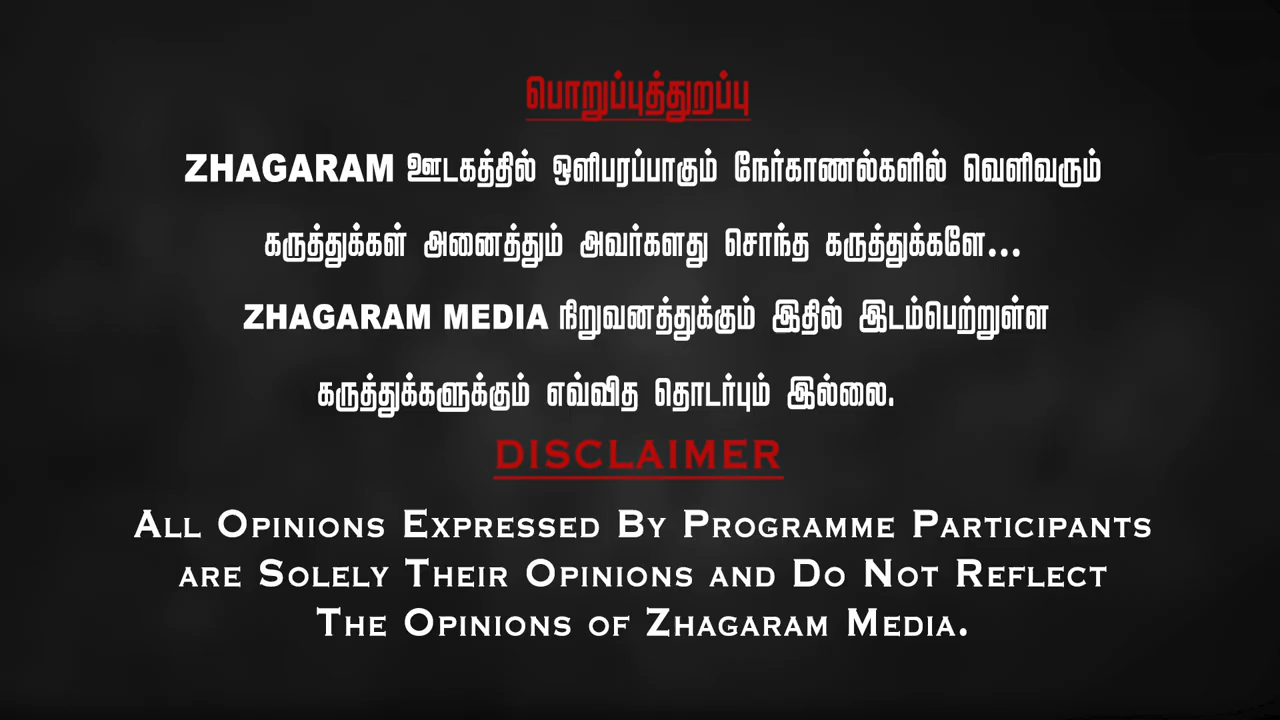 பொறுப்புத்துறப்பு
ZHAGARAM ஊடகத்தில் ஒளிபரப்பாகும் நேர்காணல்களில் வெளிவரும்
கருத்துக்கள் அனைத்தும் அவர்களது சொந்த கருத்துக்களே...
ZHAGARAM MEDIA நிறுவனத்துக்கும் இதில் இடம்பெற்றுள்ள
கருத்துக்களுக்கும் எவ்வித தொடர்பும் இல்லை.
DISCLAIMER
All Opinions Expressed By Programme Participants
are Solely Their Opinions and Do Not Reflect
The Opinions of Zhagaram Media.